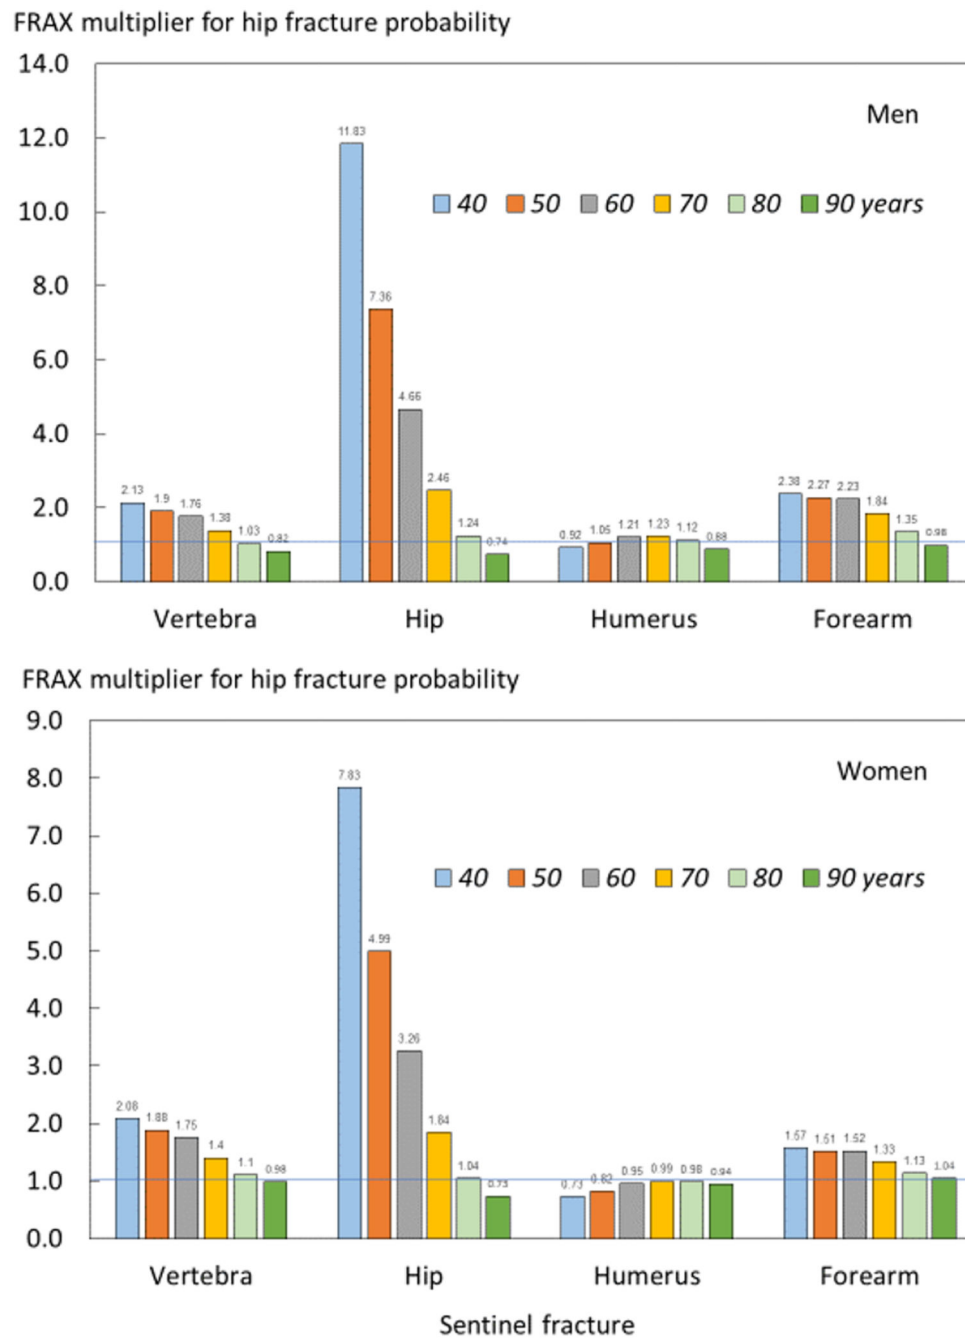 FRAX multiplier for hip fracture probability
14.0
Men
12.0
11.83
10.0
40 50 60 70 80 90 years
8.0
7.36
6.0
4.66
4.0
2.46
2.0
2.13 1.9 1.76 1.38 1.03 0.82
1.24 0.74
0.92 1.05 1.21 1.23 1.12 0.88
2.38 2.27 2.23 1.84 1.35 0.98
0.0
Vertebra Hip Humerus Forearm
FRAX multiplier for hip fracture probability
9.0
Women
8.0
7.83
7.0
40 50 60 70 80 90 years
6.0
5.0
4.99
4.0
3.26
3.0
2.0
2.08 1.88 1.75 1.4 1.1 0.98
1.84 1.04 0.73
0.73 0.82 0.95 0.99 0.98 0.94
1.57 1.51 1.52 1.33 1.13 1.04
1.0
0.0
Vertebra Hip Humerus Forearm
Sentinel fracture